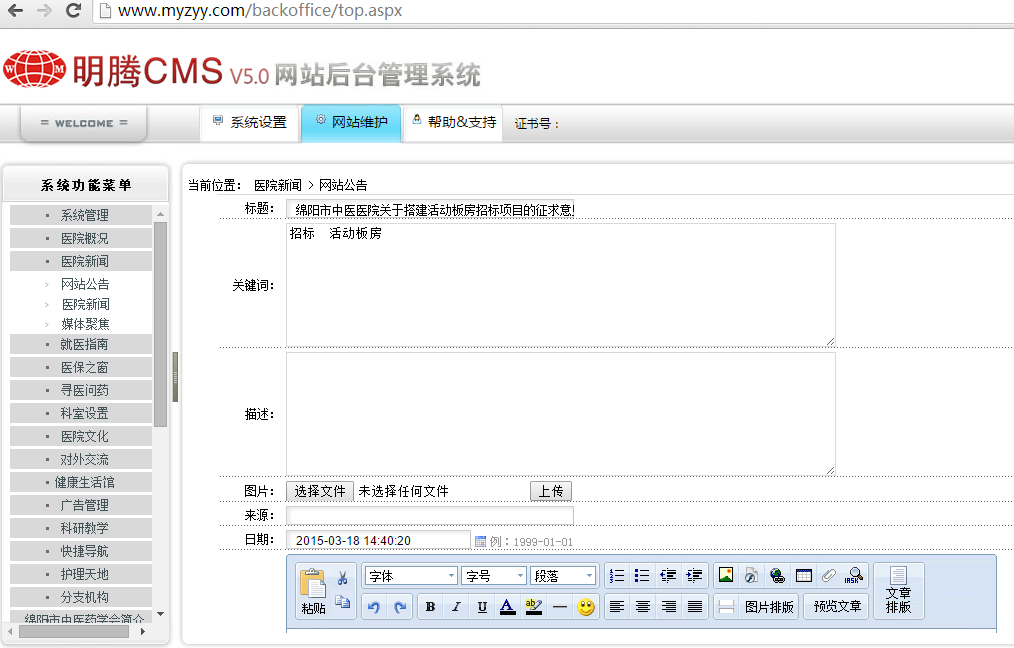 www.myzyy.com/backoffice/top.aspx
明腾CMS V5.0 网站后台管理系统
= WELCOME =
系统设置
网站维护
帮助&支持
证书号：
系统功能菜单
系统管理
医院概况
医院新闻
网站公告
医院新闻
媒体聚焦
就医指南
医保之窗
寻医问药
科室设置
医院文化
对外交流
健康生活馆
广告管理
科研教学
快捷导航
护理天地
分支机构
绵阳市中医药学会简介
当前位置： 医院新闻 > 网站公告
标题： 绵阳市中医医院关于搭建活动板房招标项目的征求意
关键词： 招标 活动板房
描述：
图片： 选择文件 未选择任何文件 上传
来源：
日期： 2015-03-18 14:40:20 例：1999-01-01
粘贴
字体 字号 段落
B I U A ab
图片排版 预览文章
文章
排版